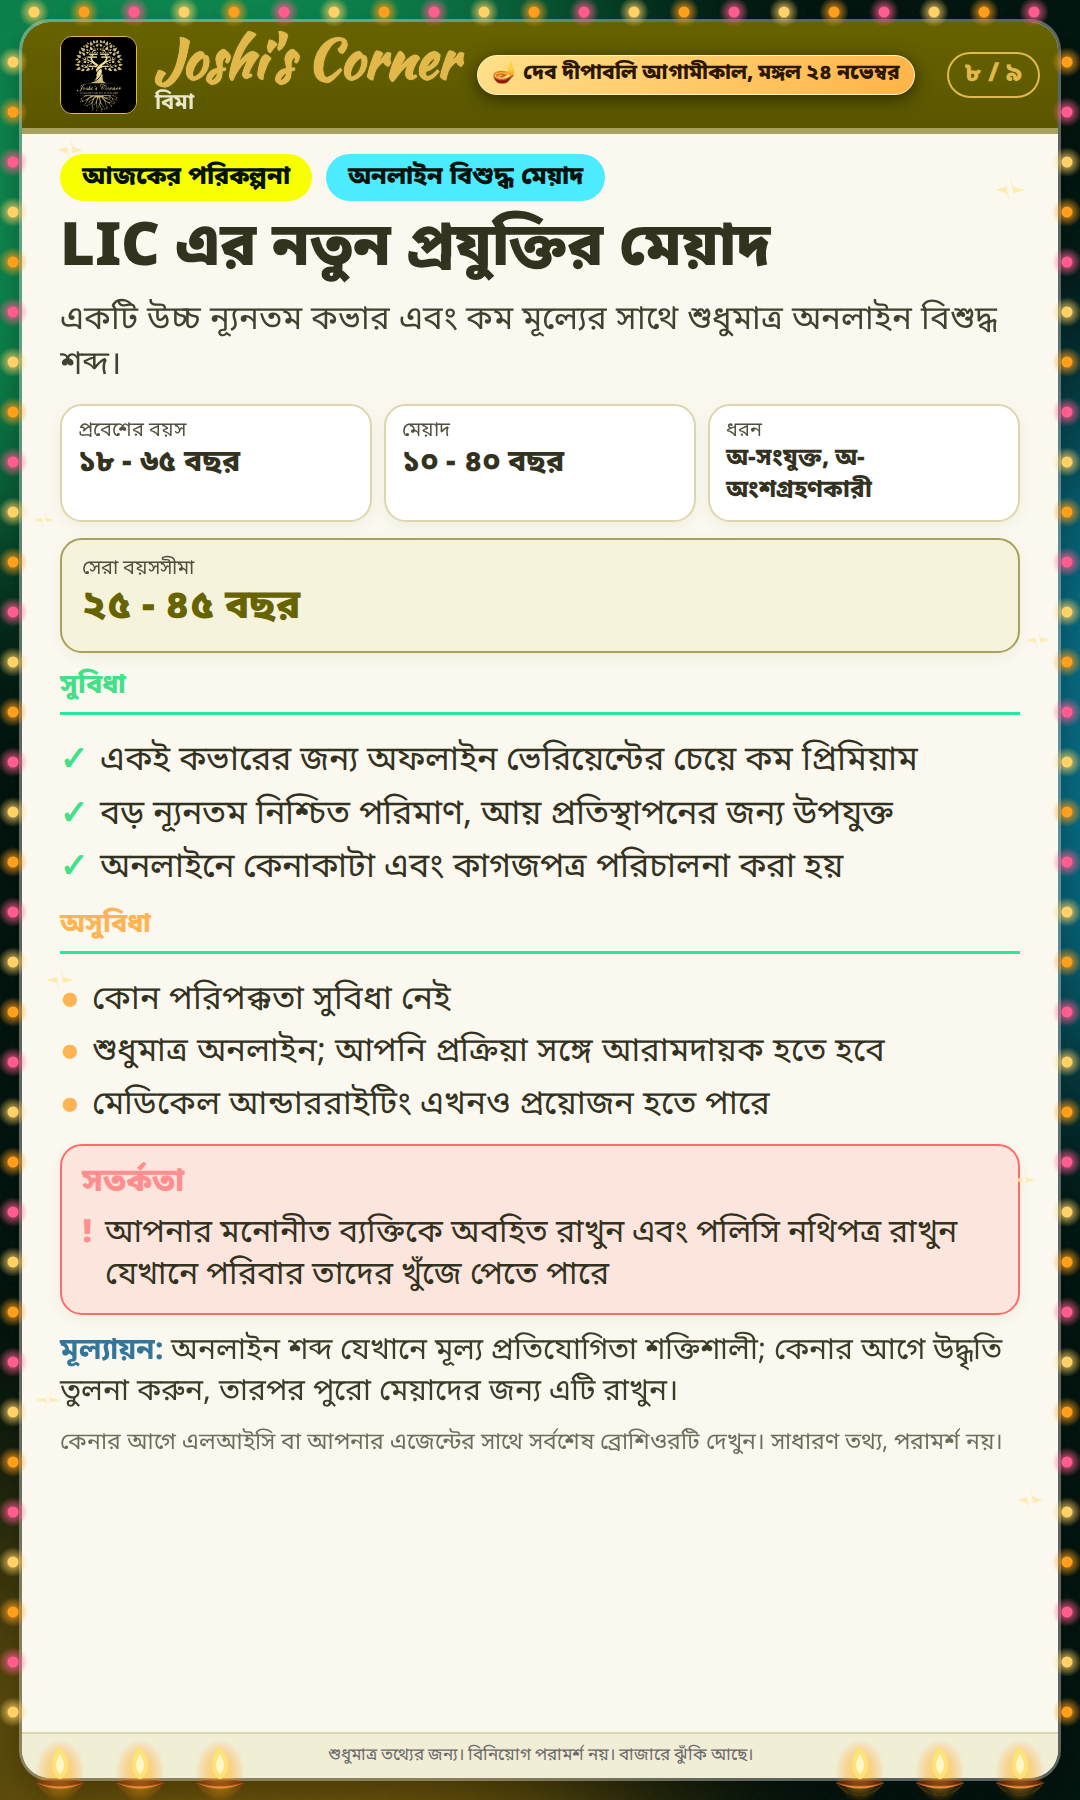 Joshi's Corner
বিমা
Joshi's Corner
🪔 দেব দীপাবলি আগামীকাল, মঙ্গল ২৪ নভেম্বর
৮ / ৯
আজকের পরিকল্পনা
অনলাইন বিশুদ্ধ মেয়াদ
LIC এর নতুন প্রযুক্তির মেয়াদ
একটি উচ্চ ন্যূনতম কভার এবং কম মূল্যের সাথে শুধুমাত্র অনলাইন বিশুদ্ধ
শব্দ।
প্রবেশের বয়স
১৮ - ৬৫ বছর
মেয়াদ
১০ - ৪০ বছর
ধরন
অ-সংযুক্ত, অ-
অংশগ্রহণকারী
সেরা বয়সসীমা
২৫ - ৪৫ বছর
সুবিধা
✓ একই কভারের জন্য অফলাইন ভেরিয়েন্টের চেয়ে কম প্রিমিয়াম
✓ বড় ন্যূনতম নিশ্চিত পরিমাণ, আয় প্রতিস্থাপনের জন্য উপযুক্ত
✓ অনলাইনে কেনাকাটা এবং কাগজপত্র পরিচালনা করা হয়
অসুবিধা
● কোন পরিপক্কতা সুবিধা নেই
● শুধুমাত্র অনলাইন; আপনি প্রক্রিয়া সঙ্গে আরামদায়ক হতে হবে
● মেডিকেল আন্ডাররাইটিং এখনও প্রয়োজন হতে পারে
সতর্কতা
! আপনার মনোনীত ব্যক্তিকে অবহিত রাখুন এবং পলিসি নথিপত্র রাখুন
যেখানে পরিবার তাদের খুঁজে পেতে পারে
মূল্যায়ন: অনলাইন শব্দ যেখানে মূল্য প্রতিযোগিতা শক্তিশালী; কেনার আগে উদ্ধৃতি
তুলনা করুন, তারপর পুরো মেয়াদের জন্য এটি রাখুন।
কেনার আগে এলআইসি বা আপনার এজেন্টের সাথে সর্বশেষ ব্রোশিওরটি দেখুন। সাধারণ তথ্য, পরামর্শ নয়।
শুধুমাত্র তথ্যের জন্য। বিনিয়োগ পরামর্শ নয়। বাজারে ঝুঁকি আছে।